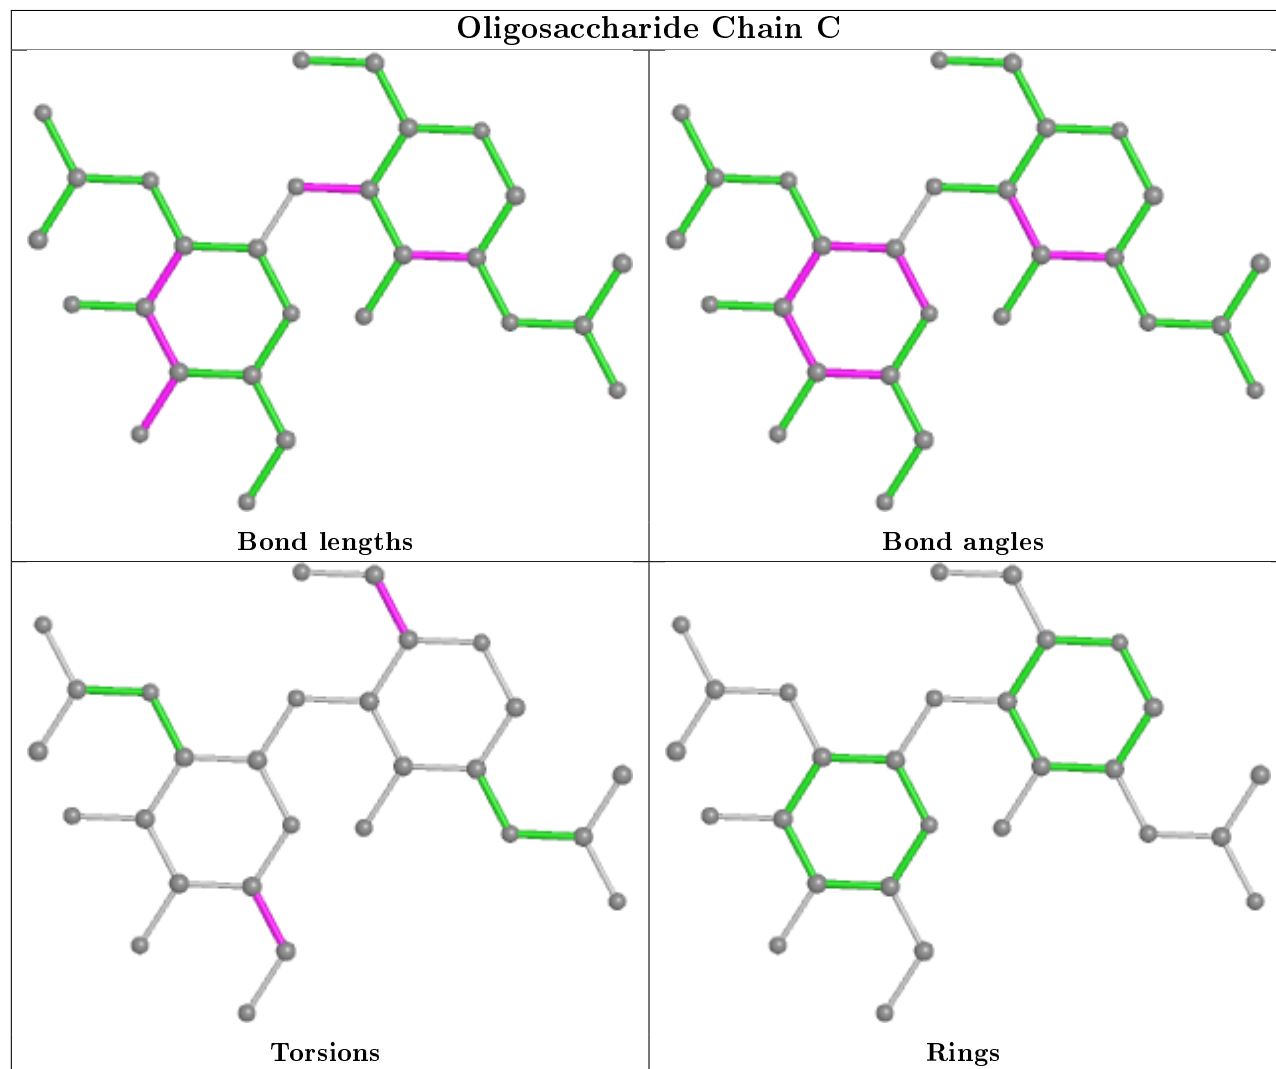 Oligosaccharide Chain C
Bond lengths
Bond angles
Torsions
Rings